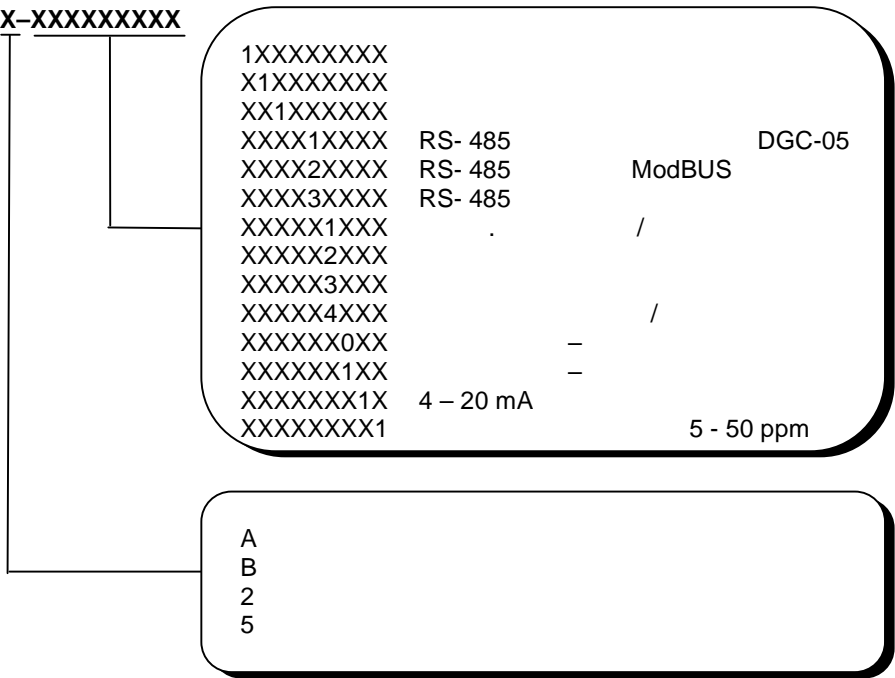 X–XXXXXXXXX
1XXXXXXXX
X1XXXXXXX
XX1XXXXXX
XXXX1XXXX RS- 485 DGC-05
XXXX2XXXX RS- 485 ModBUS
XXXX3XXXX RS- 485
XXXXX1XXX . /
XXXXX2XXX
XXXXX3XXX
XXXXX4XXX /
XXXXXX0XX –
XXXXXX1XX –
XXXXXXX1X 4 – 20 mA
XXXXXXXX1 5 - 50 ppm
A
B
2
5